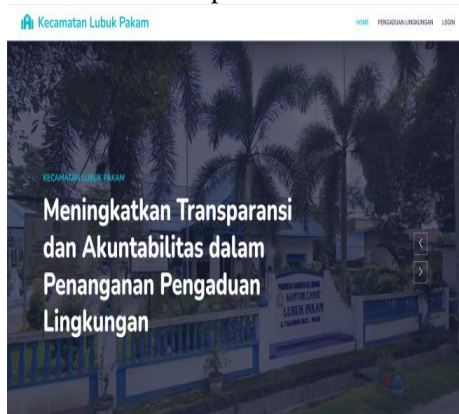 Kecamatan Lubuk Pakam
HOME PENGADUAN LINGKUNGAN LOGIN
KECAMATAN LUBUK PAKAM
Meningkatkan Transparansi
dan Akuntabilitas dalam
Penanganan Pengaduan
Lingkungan
KANTOR CAMAT
LUBUK PAKAM